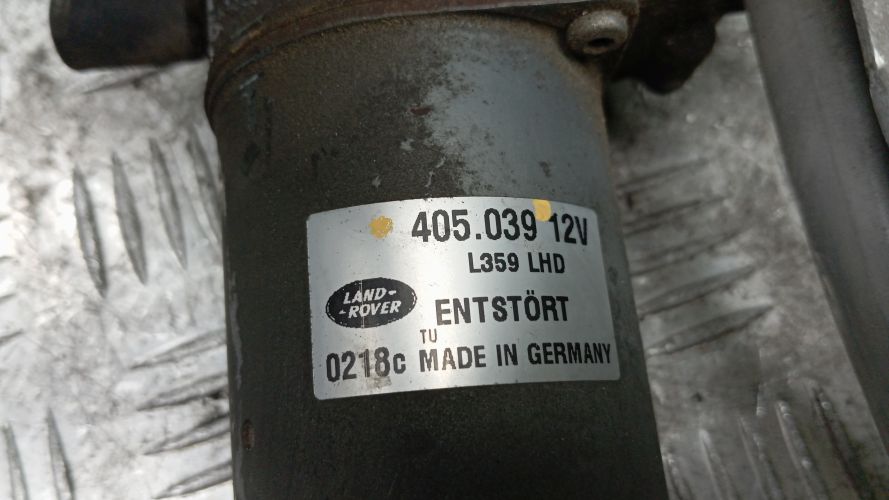 405.039 12V
L359 LHD
LAND-
-ROVER
ENTSTÖRT
TU
0218c MADE IN GERMANY